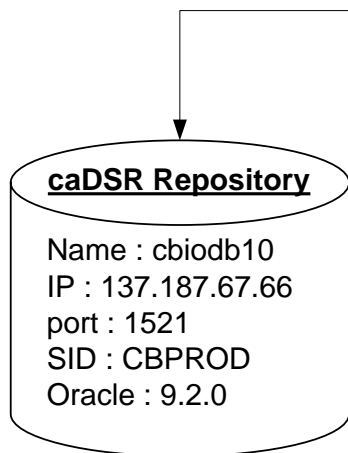 caDSR Repository
Name : cbiodb10
IP : 137.187.67.66
port : 1521
SID : CBPROD
Oracle : 9.2.0